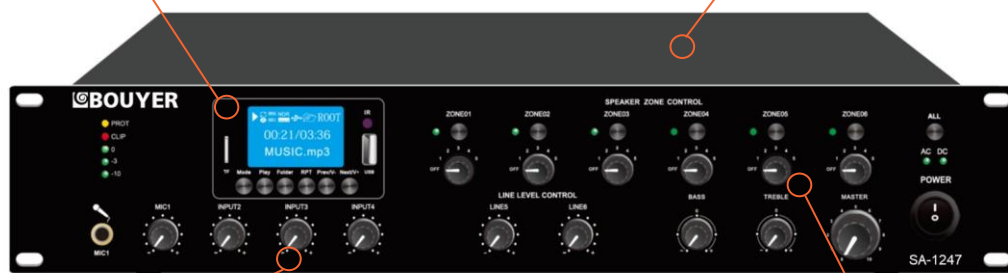 BOUYER
PROT
CLIP
0
-3
-10
ROOT
00:21/03:36
MUSIC.mp3
IR
TF Mode Play Folder RPT Prev/V- Next/V+ USB
SPEAKER ZONE CONTROL
ZONE01 ZONE02 ZONE03 ZONE04 ZONE05 ZONE06 ALL
OFF OFF OFF OFF OFF OFF
AC DC
POWER
LINE LEVEL CONTROL
MIC1 INPUT2 INPUT3 INPUT4 LINE5 LINE6 BASS TREBLE MASTER
MIC1
SA-1247